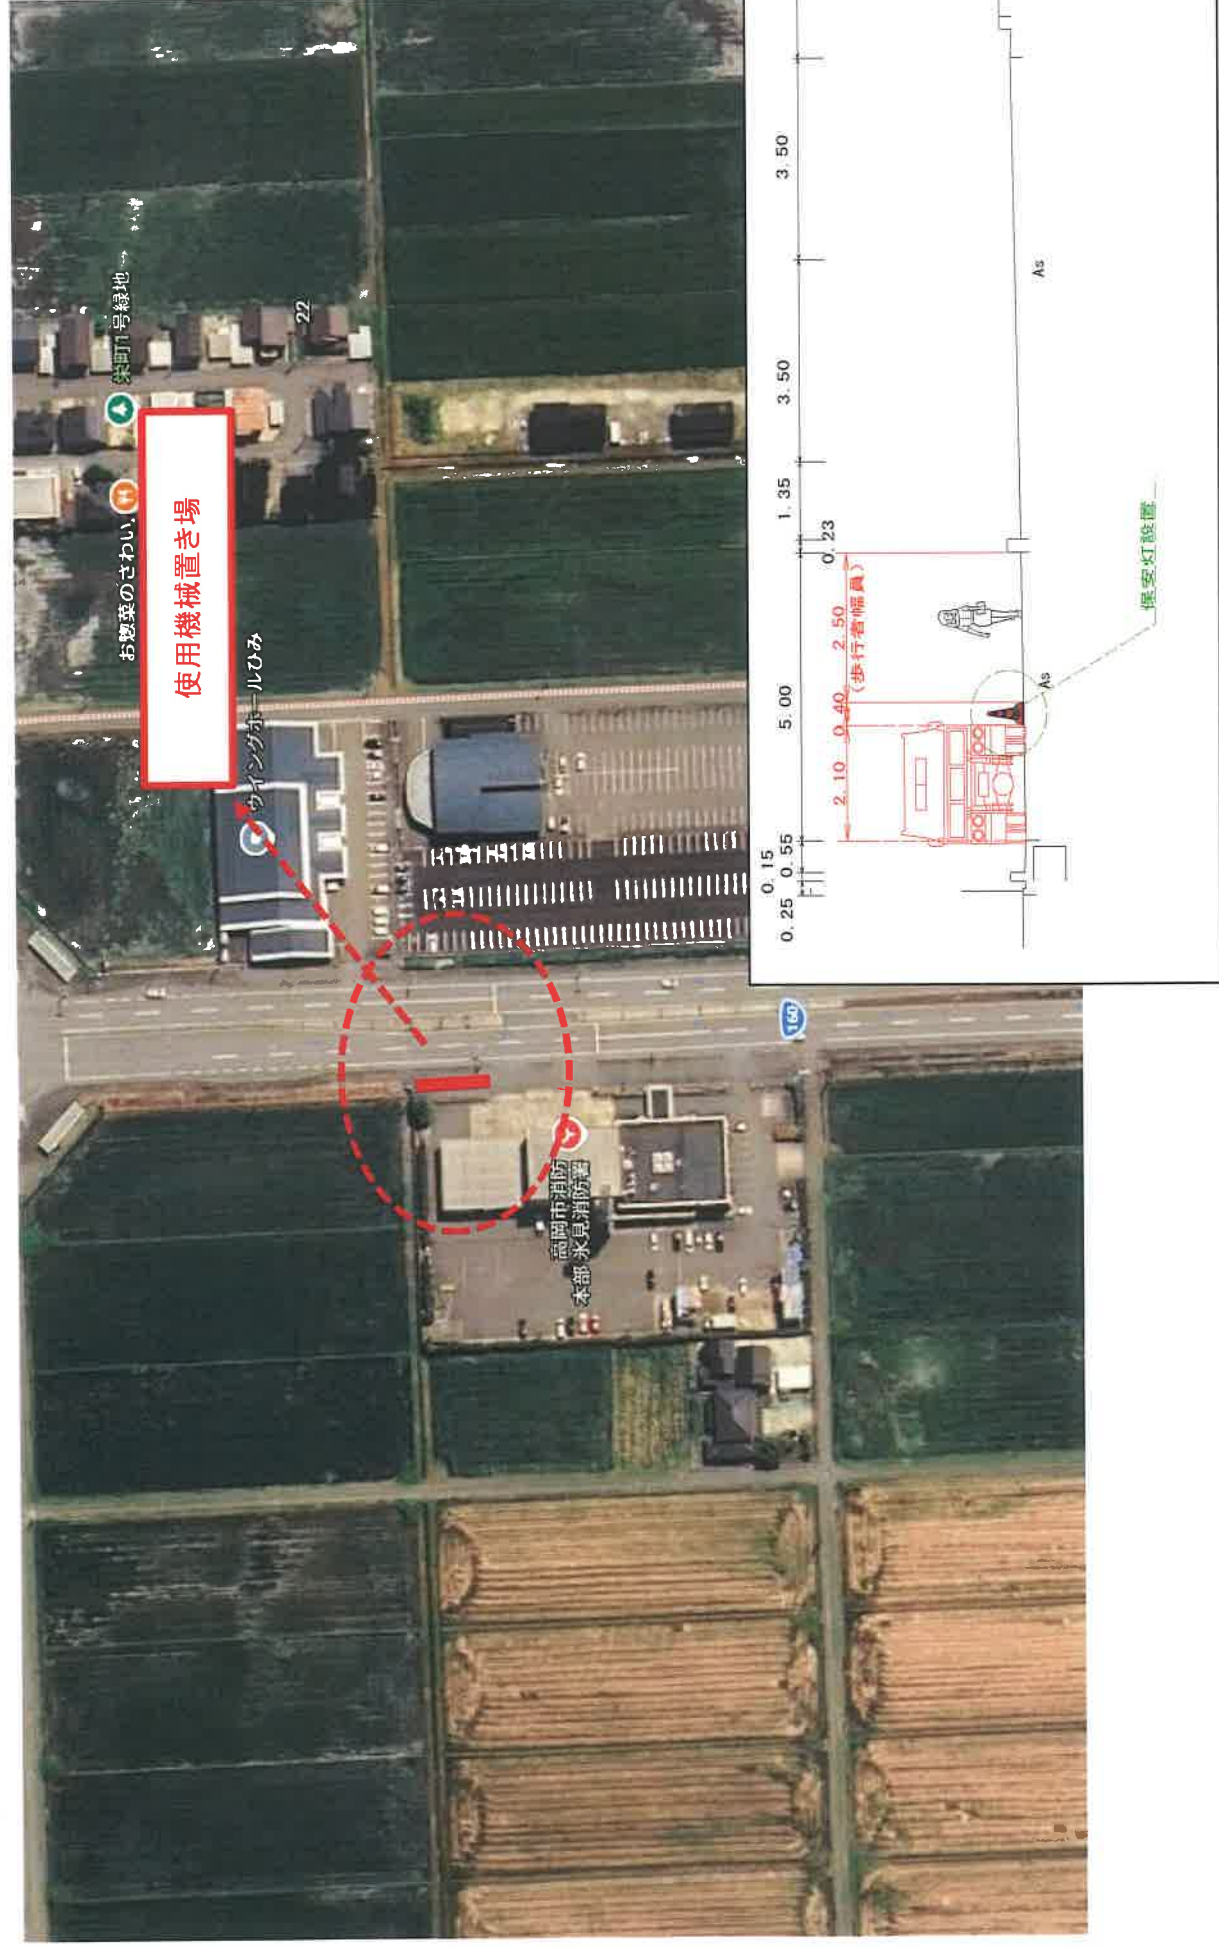 栄町1号緑地
22
お惣菜のさわい
使用機械置き場
ウイングホールひみ
高岡市消防
本部 氷見消防署
160
0.25
0.15
0.55
5.00
0.23
1.35
3.50
3.50
2.10
0.40
2.50
(歩行者幅員)
As
As
保安灯設置